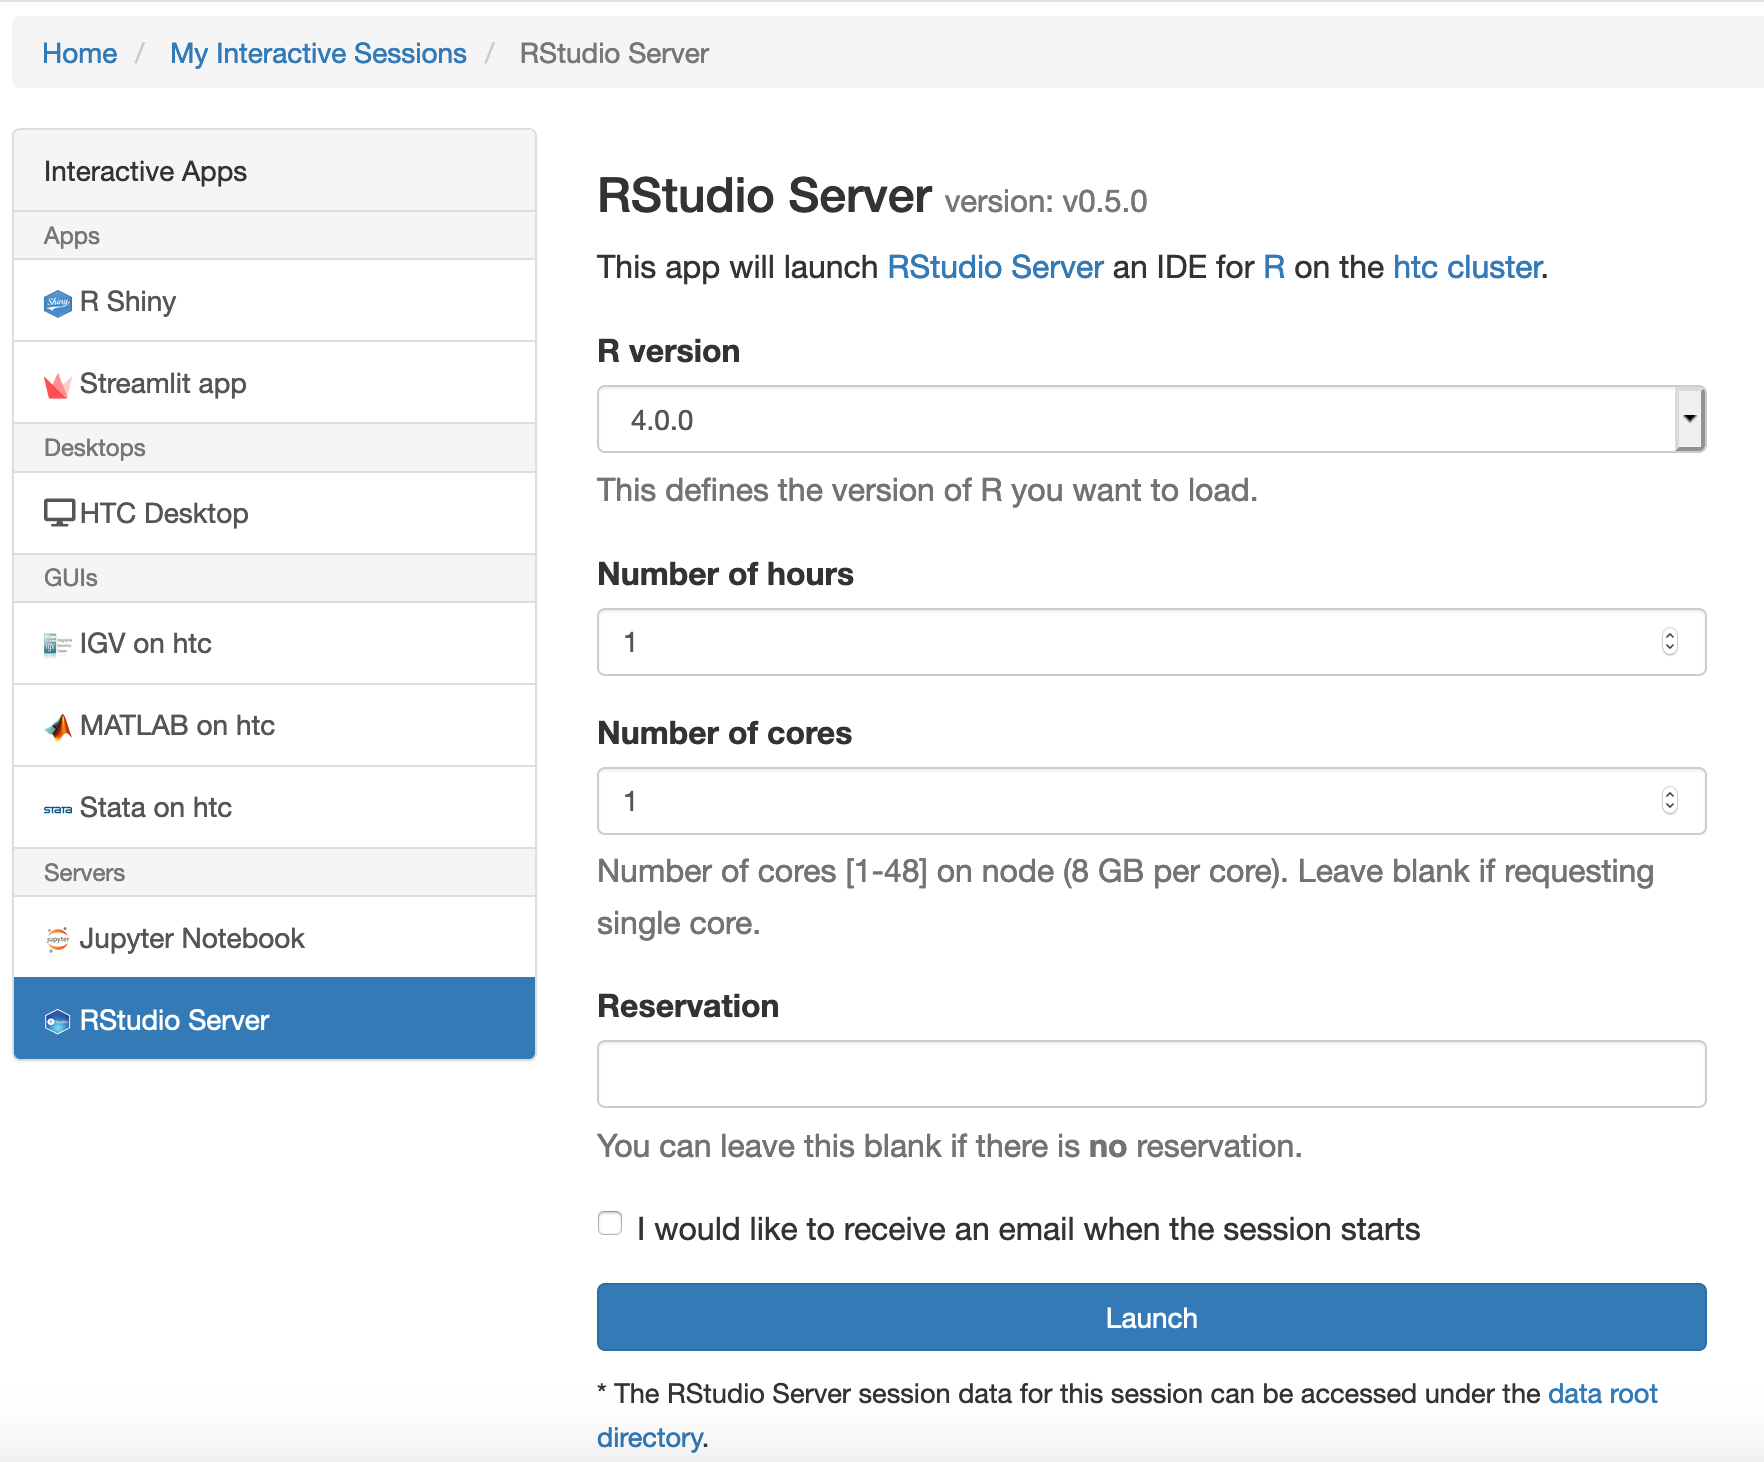 Home / My Interactive Sessions / RStudio Server
Interactive Apps
Apps
Shiny R Shiny
Streamlit app
Desktops
HTC Desktop
GUIs
IGV IGV on htc
MATLAB on htc
STATA Stata on htc
Servers
jupyter Jupyter Notebook
RStudio Server
RStudio Server version: v0.5.0
This app will launch RStudio Server an IDE for R on the htc cluster.
R version
4.0.0
This defines the version of R you want to load.
Number of hours
1
Number of cores
1
Number of cores [1-48] on node (8 GB per core). Leave blank if requesting
single core.
Reservation
You can leave this blank if there is no reservation.
I would like to receive an email when the session starts
Launch
* The RStudio Server session data for this session can be accessed under the data root
directory.